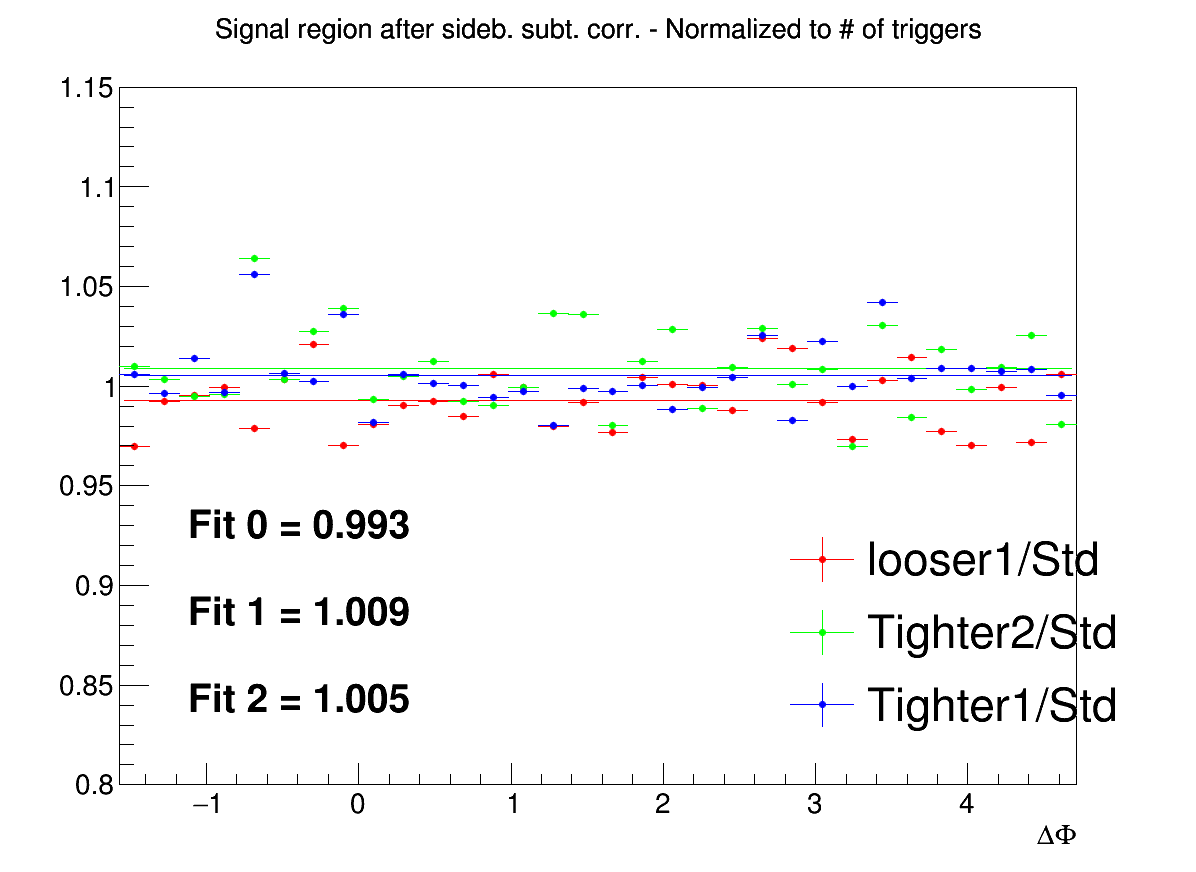 Signal region after sideb. subt. corr. - Normalized to # of triggers
1.15
1.1
1.05
1
0.95
0.9
0.85
0.8
Fit 0 = 0.993
Fit 1 = 1.009
Fit 2 = 1.005
looser1/Std
Tighter2/Std
Tighter1/Std
−1 0 1 2 3 4
ΔΦ